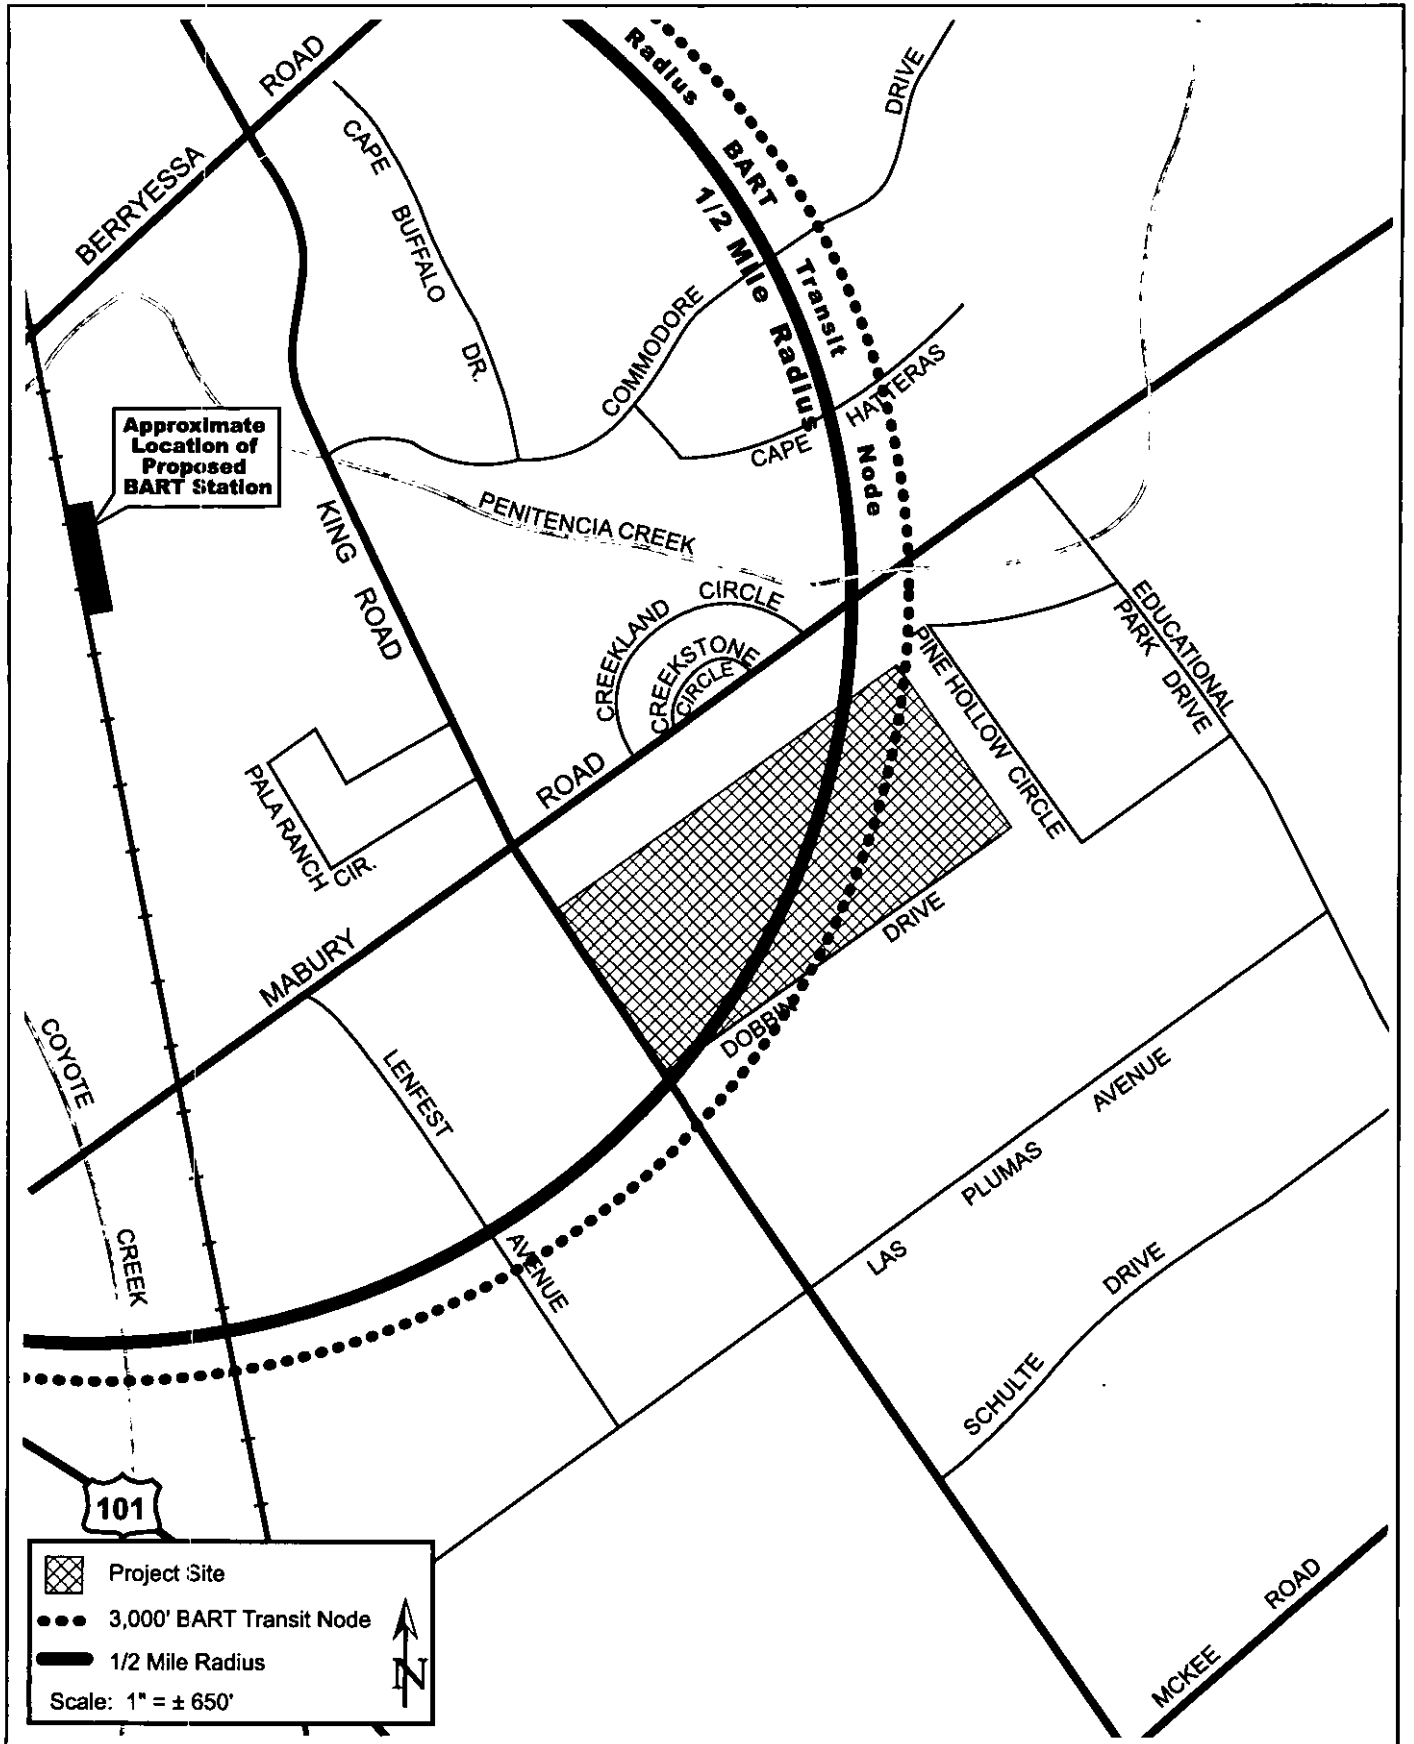 Radius
BART
Transit
Node
1/2 Mile Radius
BERRYESSA ROAD
CAPE BUFFALO DR.
COMMODORE DRIVE
CAPE HATTERAS
Approximate
Location of
Proposed
BART Station
KING ROAD
PENITENCIA CREEK
CREEKLAND CIRCLE
CREEKSTONE
CIRCLE
EDUCATIONAL
PARK DRIVE
PINE HOLLOW CIRCLE
PALA RANCH CIR.
MABURY ROAD
DOBBIN DRIVE
COYOTE CREEK
LENFEST AVENUE
LAS PLUMAS AVENUE
SCHULTE DRIVE
MCKEE ROAD
101
Project Site
3,000' BART Transit Node
1/2 Mile Radius
Scale: 1" = ± 650'
N